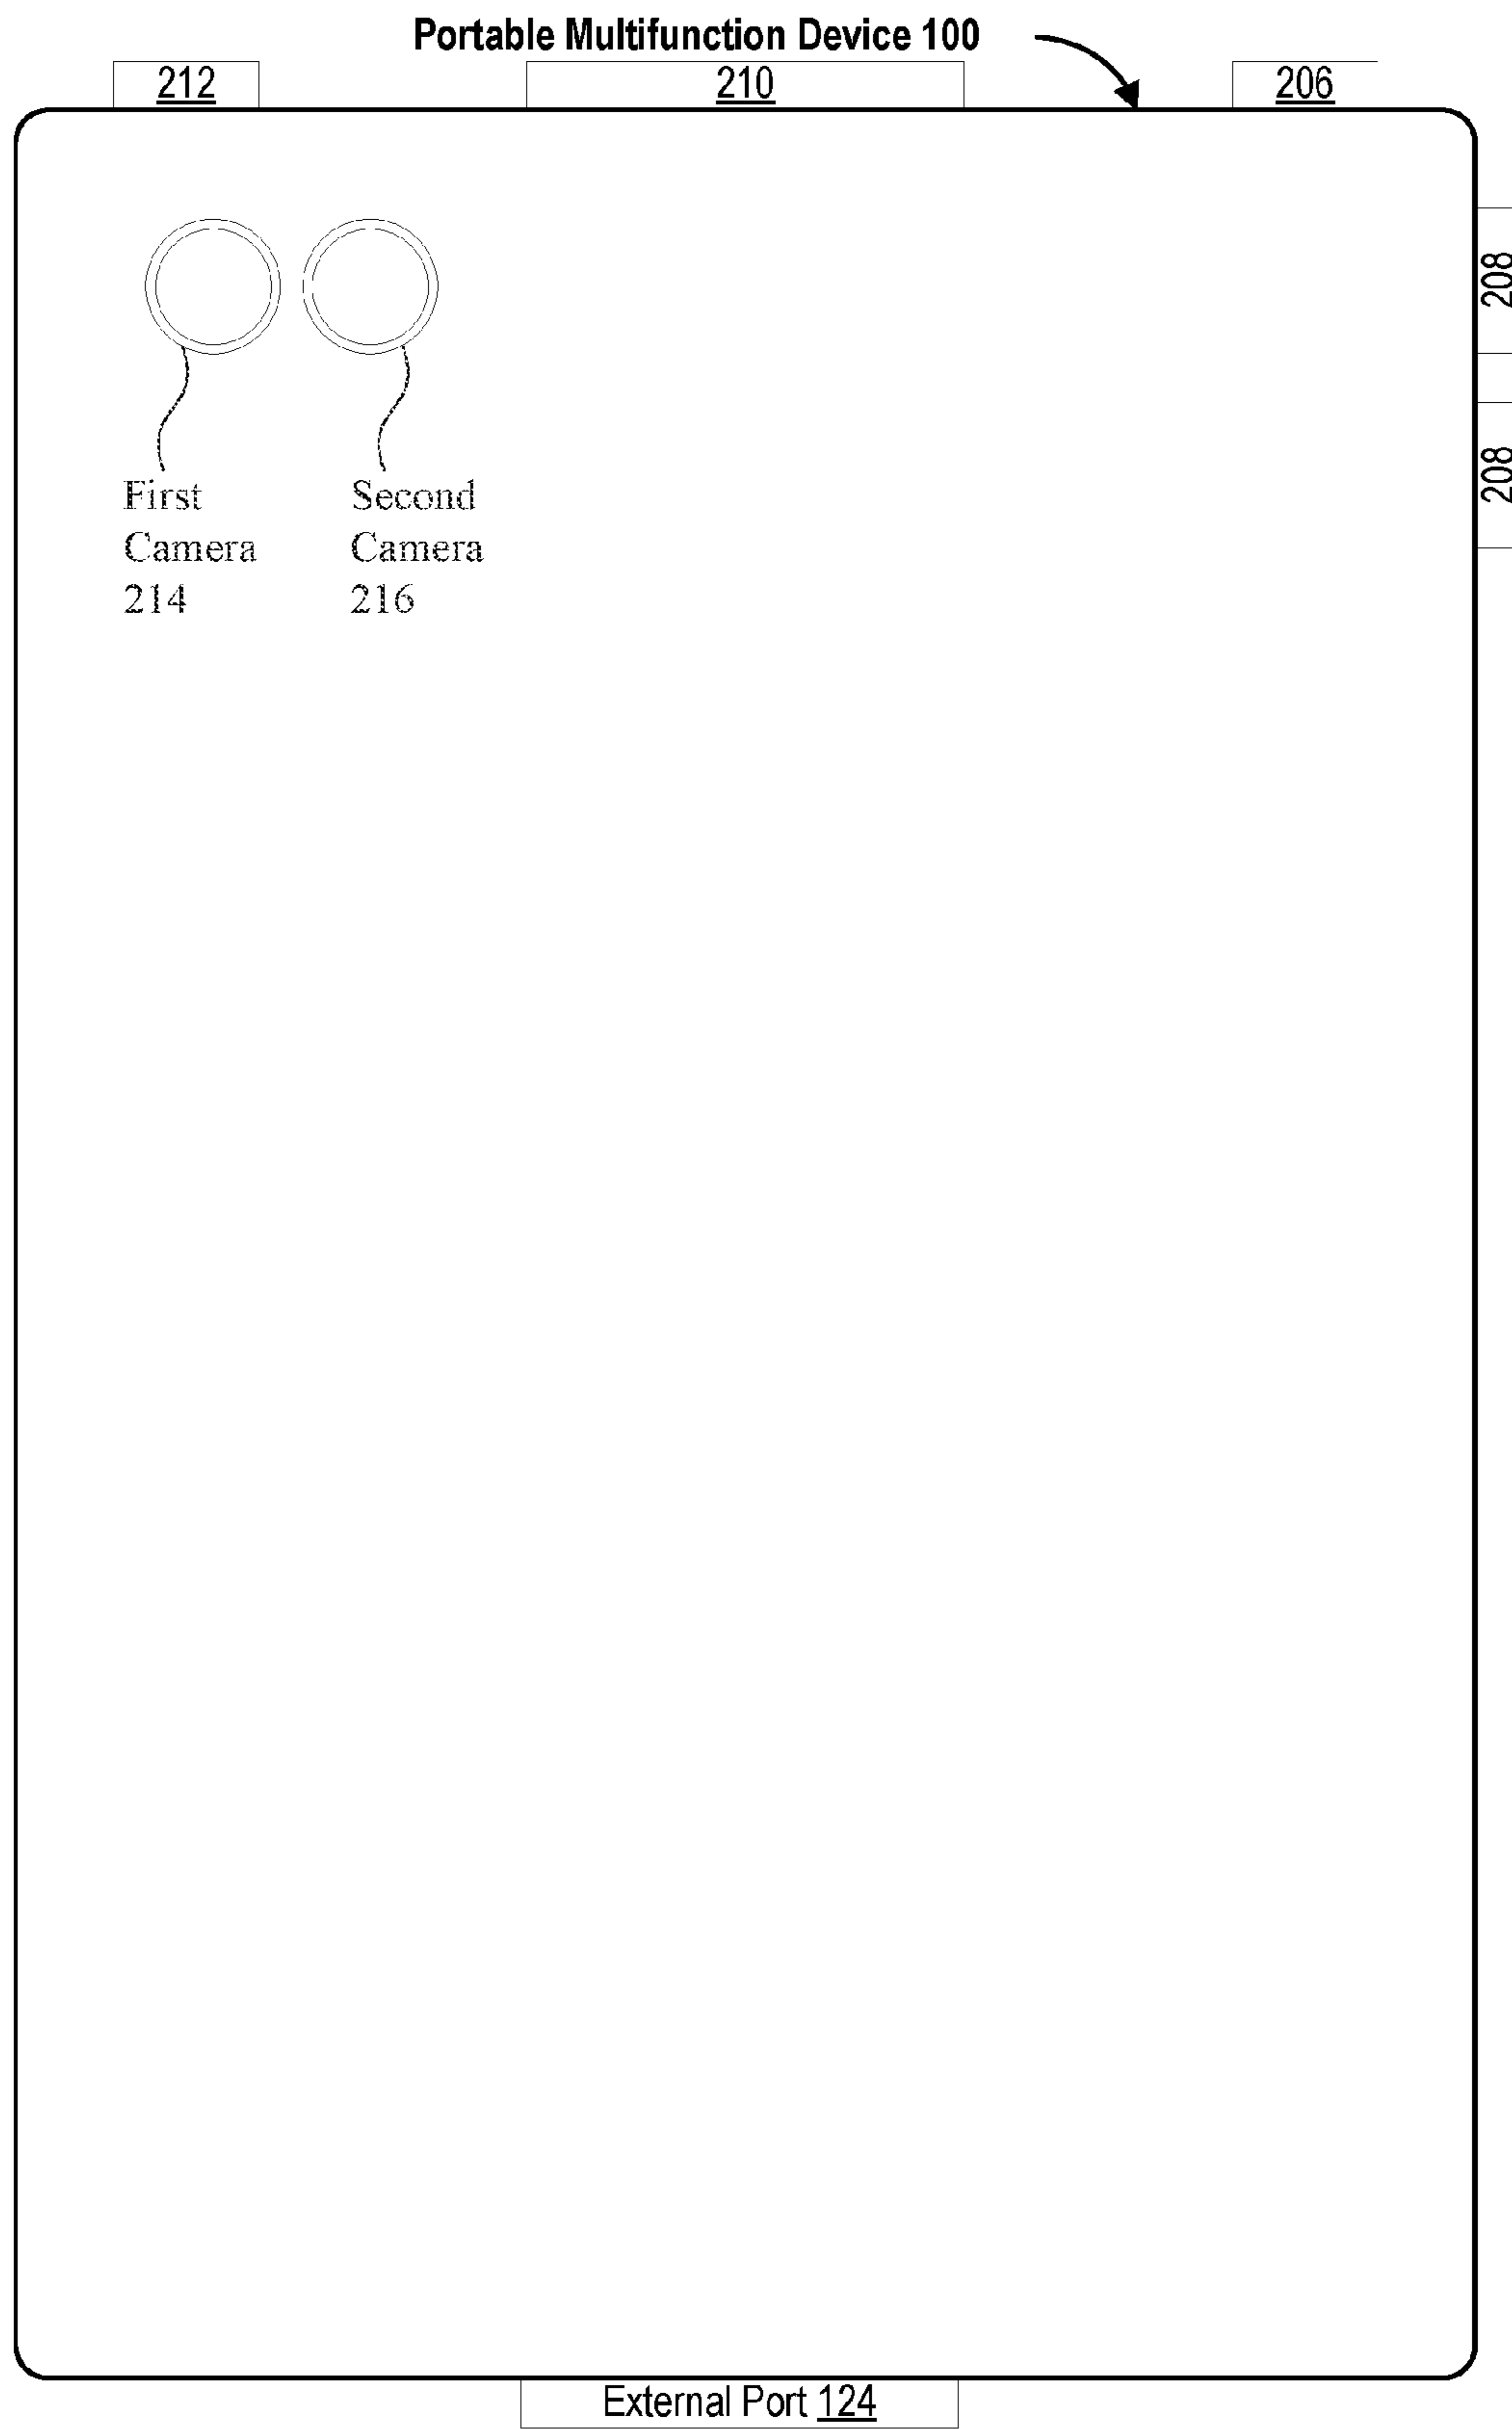 Portable Multifunction Device 100
212 210 206
208
208
First
Camera
214
Second
Camera
216
External Port 124